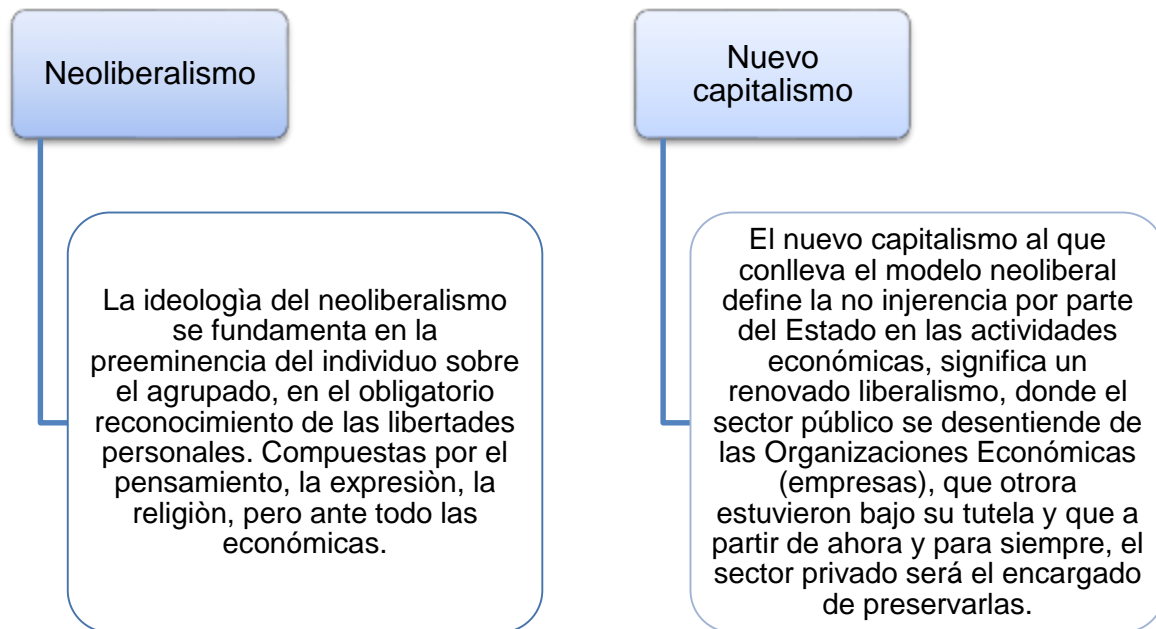 Neoliberalismo
La ideologìa del neoliberalismo
se fundamenta en la
preeminencia del individuo sobre
el agrupado, en el obligatorio
reconocimiento de las libertades
personales. Compuestas por el
pensamiento, la expresiòn, la
religiòn, pero ante todo las
económicas.
Nuevo
capitalismo
El nuevo capitalismo al que
conlleva el modelo neoliberal
define la no injerencia por parte
del Estado en las actividades
económicas, significa un
renovado liberalismo, donde el
sector público se desentiende de
las Organizaciones Económicas
(empresas), que otrora
estuvieron bajo su tutela y que a
partir de ahora y para siempre, el
sector privado será el encargado
de preservarlas.